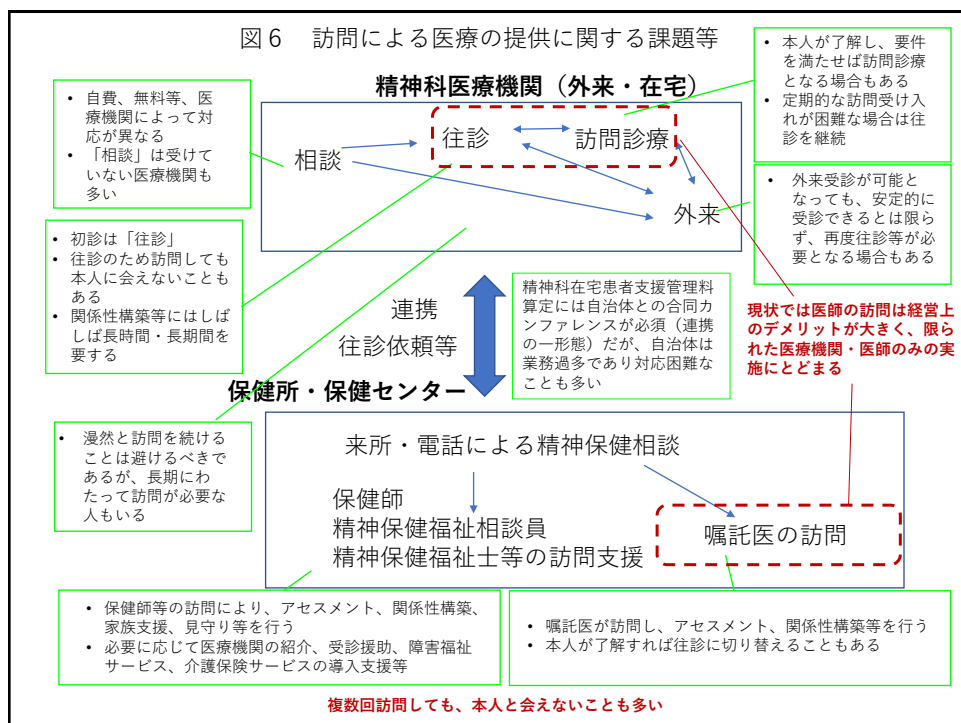 図6　訪問による医療の提供に関する課題等
精神科医療機関（外来・在宅）
• 自費、無料等、医
療機関によって対
応が異なる
• 「相談」は受けて
いない医療機関も
多い
相談
往診
訪問診療
外来
• 本人が了解し、要件
を満たせば訪問診療
となる場合もある
• 定期的な訪問受け入
れが困難な場合は往
診を継続
• 外来受診が可能と
なっても、安定的に
受診できるとは限ら
ず、再度往診等が必
要となる場合もある
• 初診は「往診」
• 往診のため訪問しても
本人に会えないことも
ある
• 関係性構築等にはしば
しば長時間・長期間を
要する
連携
往診依頼等
精神科在宅患者支援管理料
算定には自治体との合同カ
ンファレンスが必須（連携
の一形態）だが、自治体は
業務過多であり対応困難な
ことも多い
現状では医師の訪問は経営上
のデメリットが大きく、限ら
れた医療機関・医師のみの実
施にとどまる
保健所・保健センター
• 漫然と訪問を続ける
ことは避けるべきで
あるが、長期にわ
たって訪問が必要な
人もいる
来所・電話による精神保健相談
保健師
精神保健福祉相談員
精神保健福祉士等の訪問支援
嘱託医の訪問
• 保健師等の訪問により、アセスメント、関係性構築、
家族支援、見守り等を行う
• 必要に応じて医療機関の紹介、受診援助、障害福祉
サービス、介護保険サービスの導入支援等
• 嘱託医が訪問し、アセスメント、関係性構築等を行う
• 本人が了解すれば往診に切り替えることもある
複数回訪問しても、本人と会えないことも多い